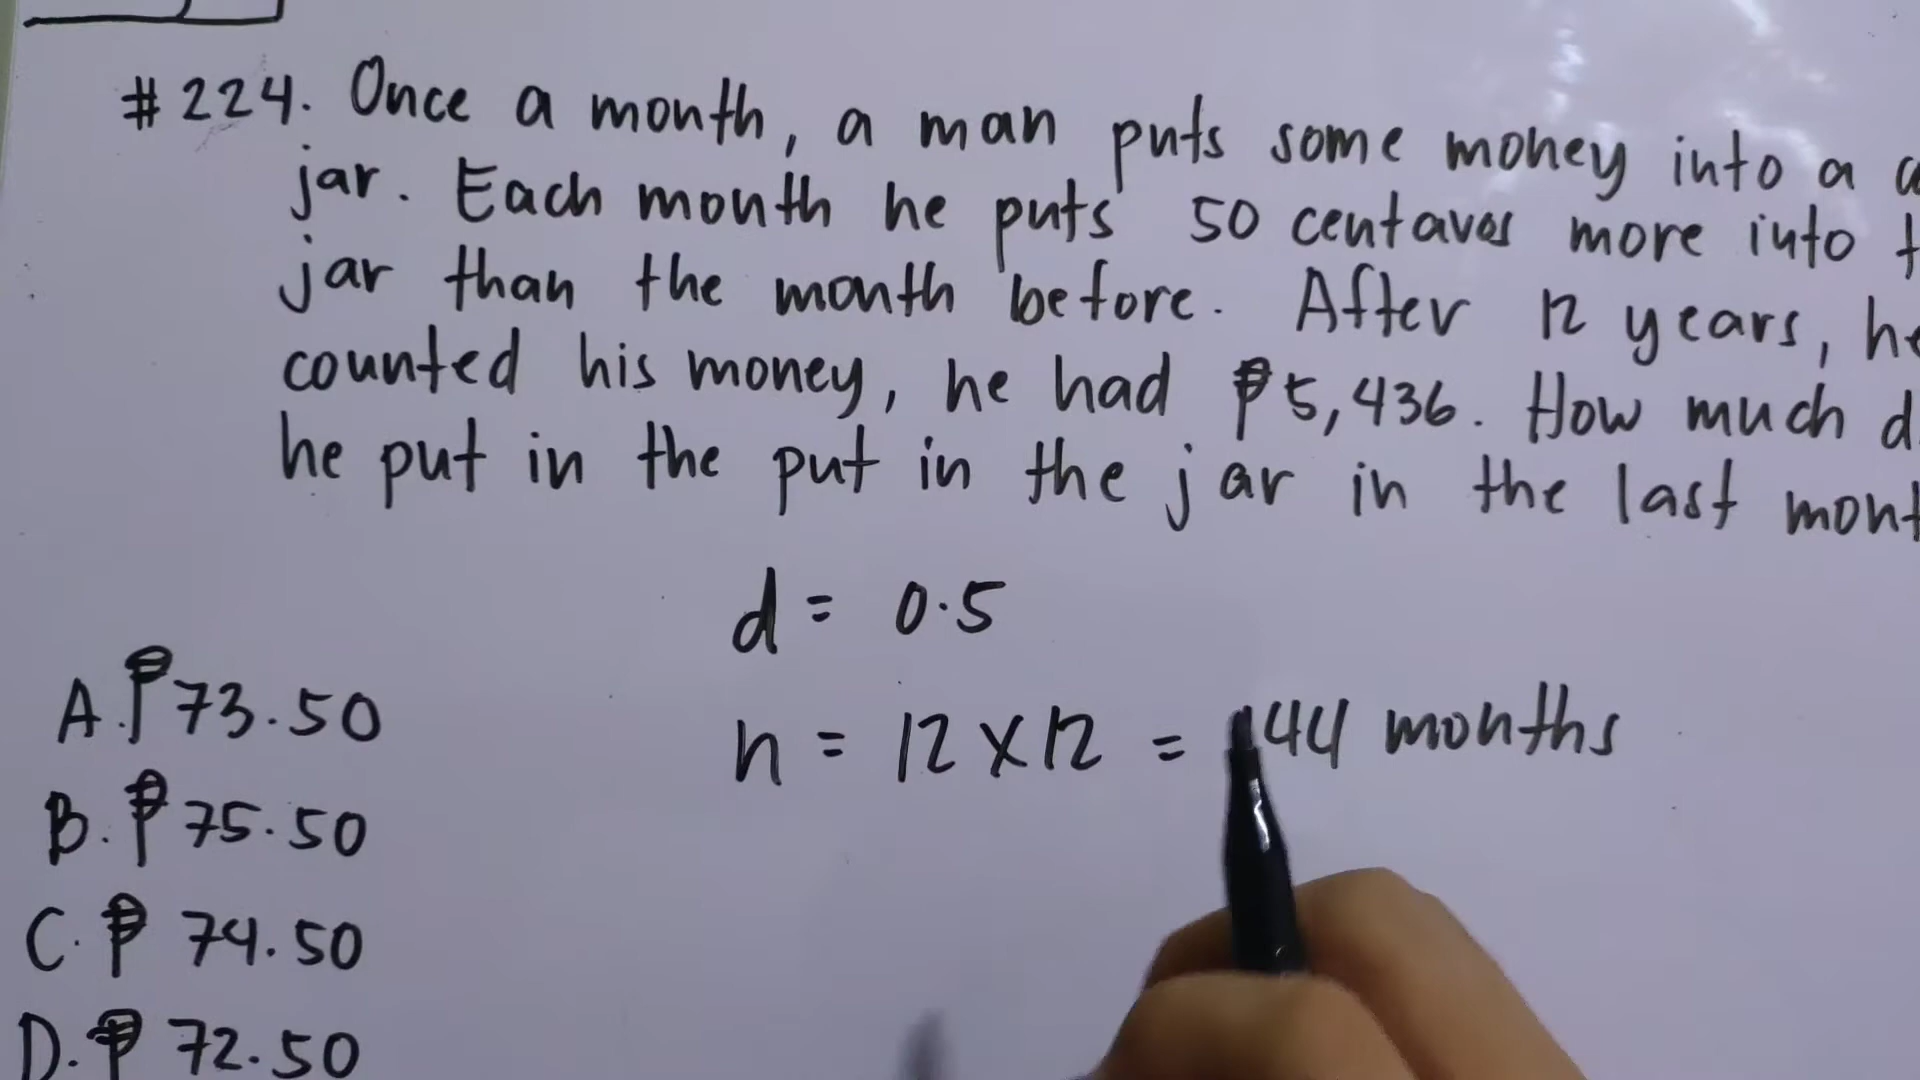 #224. Once a month, a man puts some money into a
jar. Each month he puts 50 centavos more into
jar than the month before. After 12 years, he
counted his money, he had ₱5,436. How much
he put in the put in the jar in the last
d = 0.5
n = 12 x 12 = 144 months
A. ₱73.50
B. ₱75.50
C. ₱ 74.50
D. ₱ 72.50